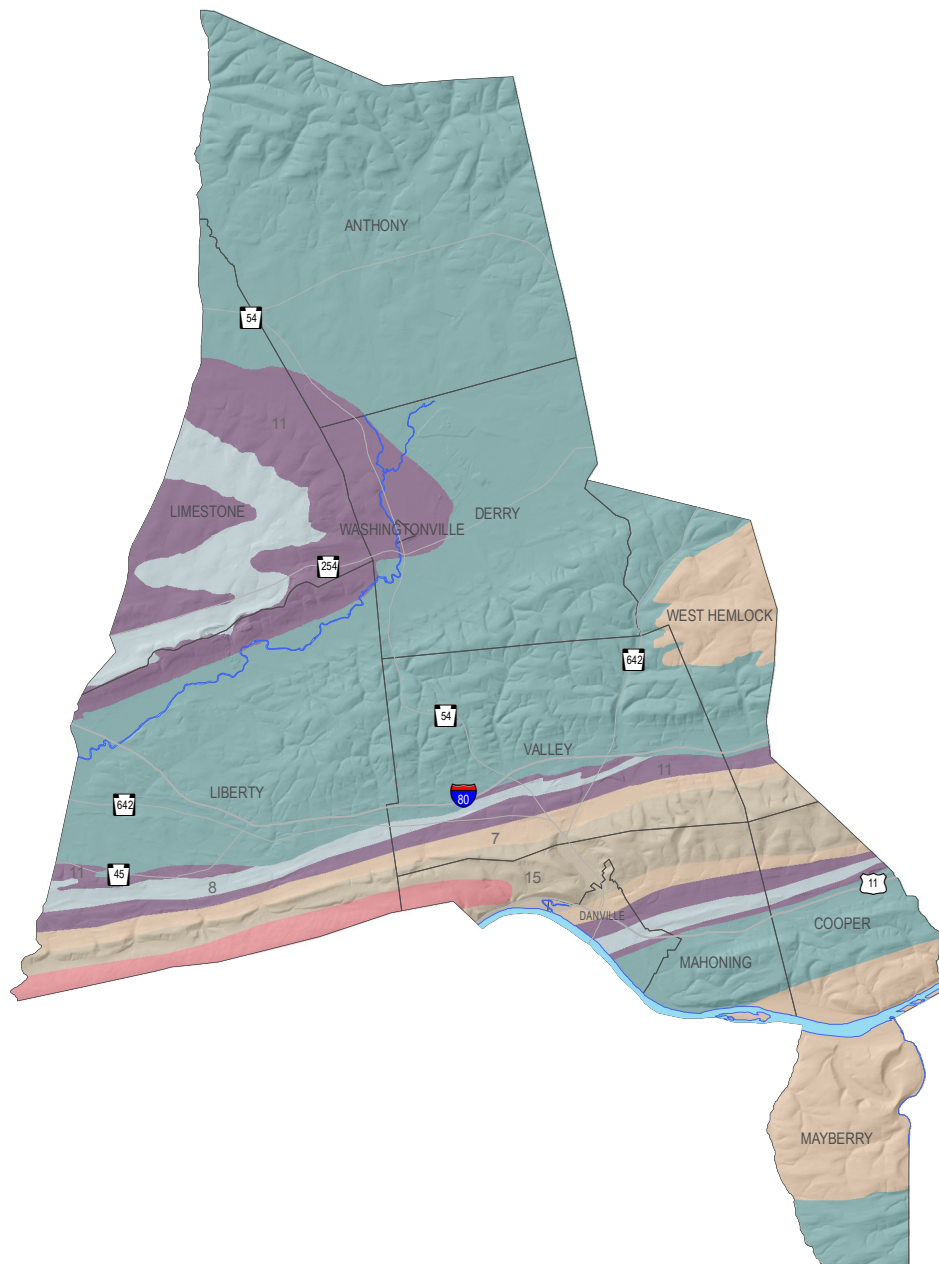 ANTHONY
54
11
LIMESTONE
DERRY
WASHINGTONVILLE
254
WEST HEMLOCK
642
54
VALLEY
11
LIBERTY
80
642
7
11
45
8
15
11
DANVILLE
COOPER
MAHONING
MAYBERRY